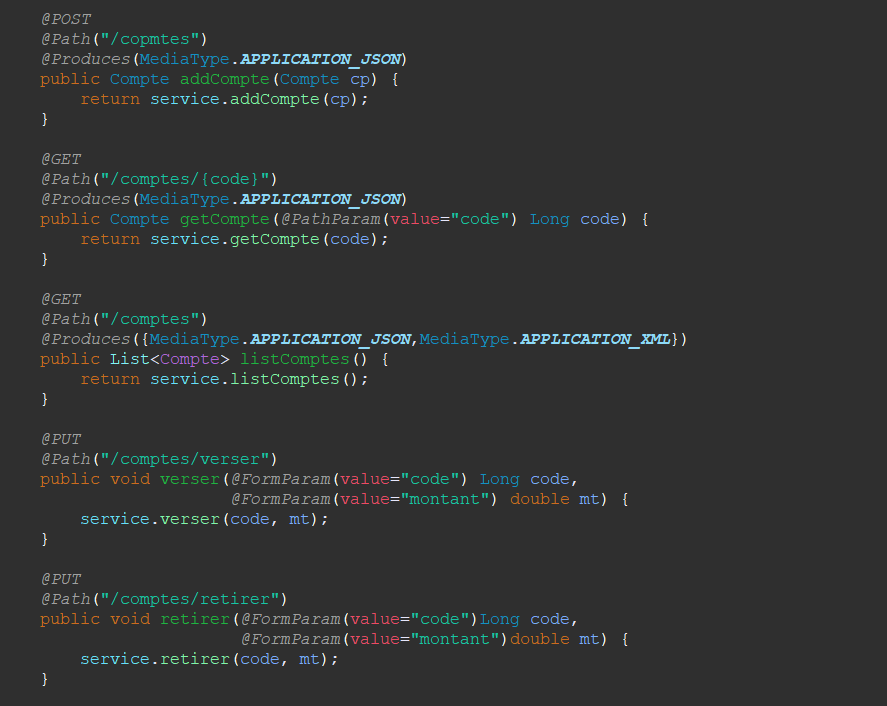 @POST
@Path("/copmtes")
@Produces(MediaType.APPLICATION_JSON)
public Compte addCompte(Compte cp) {
    return service.addCompte(cp);
}

@GET
@Path("/comptes/{code}")
@Produces(MediaType.APPLICATION_JSON)
public Compte getCompte(@PathParam(value="code") Long code) {
    return service.getCompte(code);
}

@GET
@Path("/comptes")
@Produces({MediaType.APPLICATION_JSON,MediaType.APPLICATION_XML})
public List<Compte> listComptes() {
    return service.listComptes();
}

@PUT
@Path("/comptes/verser")
public void verser(@FormParam(value="code") Long code,
                   @FormParam(value="montant") double mt) {
    service.verser(code, mt);
}

@PUT
@Path("/comptes/retirer")
public void retirer(@FormParam(value="code")Long code,
                    @FormParam(value="montant")double mt) {
    service.retirer(code, mt);
}